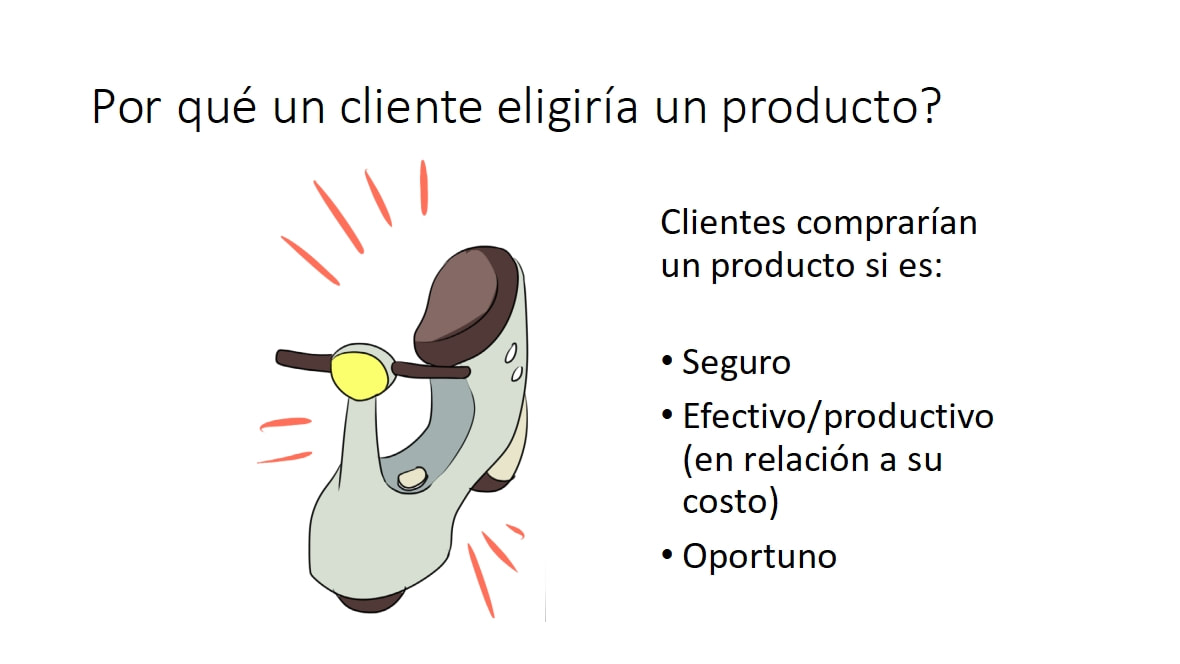 Por qué un cliente eligiría un producto?
Clientes comprarían
un producto si es:
• Seguro
• Efectivo/productivo
(en relación a su
costo)
• Oportuno